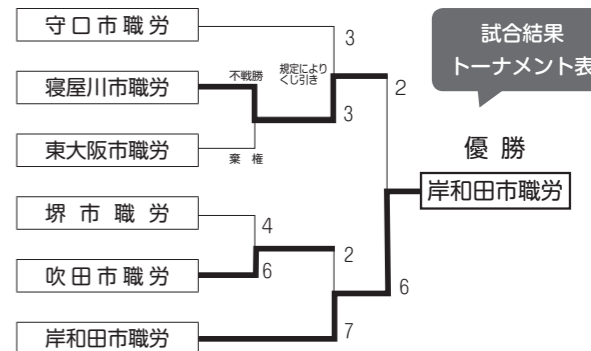 守口市職労
3
試合結果
トーナメント表
寝屋川市職労
不戦勝
規定により
くじ引き
2
3
東大阪市職労
棄権
優勝
岸和田市職労
堺市職労
4
2
吹田市職労
6
6
岸和田市職労
7